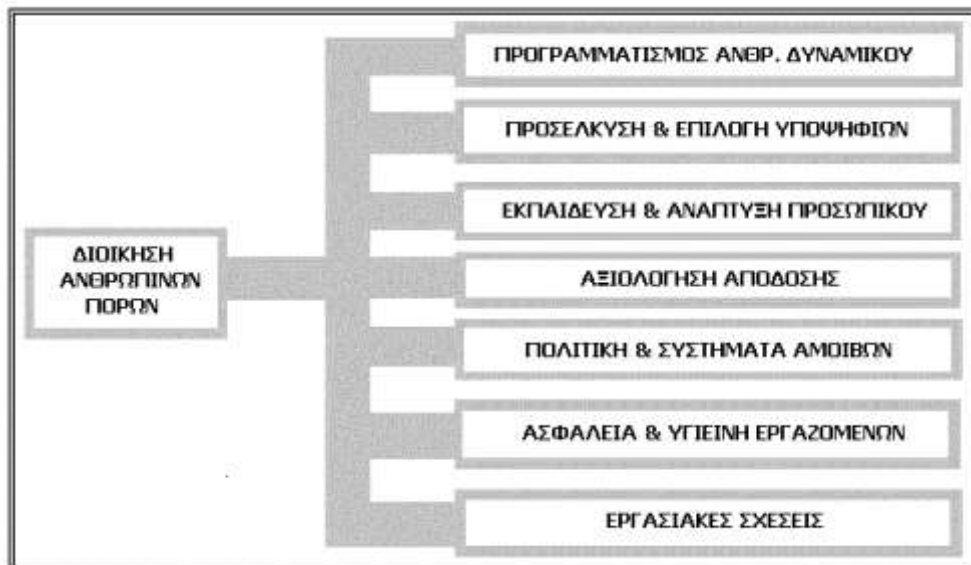 ΠΡΟΓΡΑΜΜΑΤΙΣΜΟΣ ΑΝΘΡ. ΔΥΝΑΜΙΚΟΥ
ΠΡΟΣΕΛΚΥΣΗ & ΕΠΙΛΟΓΗ ΥΠΟΨΗΦΙΩΝ
ΕΚΠΑΙΔΕΥΣΗ & ΑΝΑΠΤΥΞΗ ΠΡΟΣΩΠΙΚΟΥ
ΔΙΟΙΚΗΣΗ
ΑΝΘΡΩΠΙΝΩΝ
ΠΟΡΩΝ
ΑΞΙΟΛΟΓΗΣΗ ΑΠΟΔΟΣΗΣ
ΠΟΛΙΤΙΚΗ & ΣΥΣΤΗΜΑΤΑ ΑΜΟΙΒΩΝ
ΑΣΦΑΛΕΙΑ & ΥΓΙΕΙΝΗ ΕΡΓΑΖΟΜΕΝΩΝ
ΕΡΓΑΣΙΑΚΕΣ ΣΧΕΣΕΙΣ